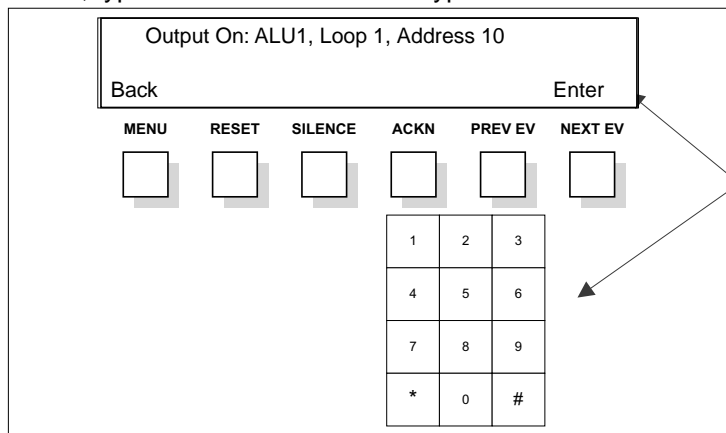 Output On: ALU1, Loop 1, Address 10
Back Enter
MENU RESET SILENCE ACKN PREV EV NEXT EV
1 2 3
4 5 6
7 8 9
* 0 #